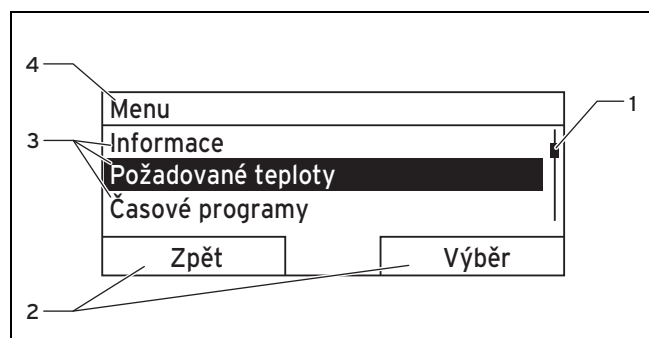 4
Menu
1
3
Informace
Požadované teploty
Časové programy
Zpět
Výběr
2